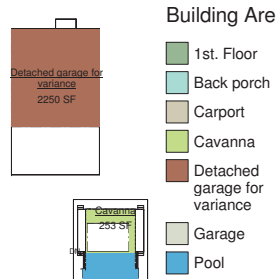 Building Are
Detached garage for
variance
2250 SF
Cavanna
253 SF
1st. Floor
Back porch
Carport
Cavanna
Detached
garage for
variance
Garage
Pool